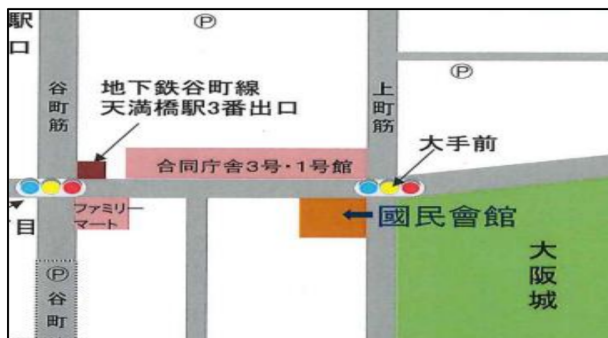 駅
口
Ⓟ
谷町筋
地下鉄谷町線
天満橋駅3番出口
上町筋
Ⓟ
大手前
合同庁舎3号・1号館
ファミリー
マート
目
國民會館
大阪城
Ⓟ
谷町